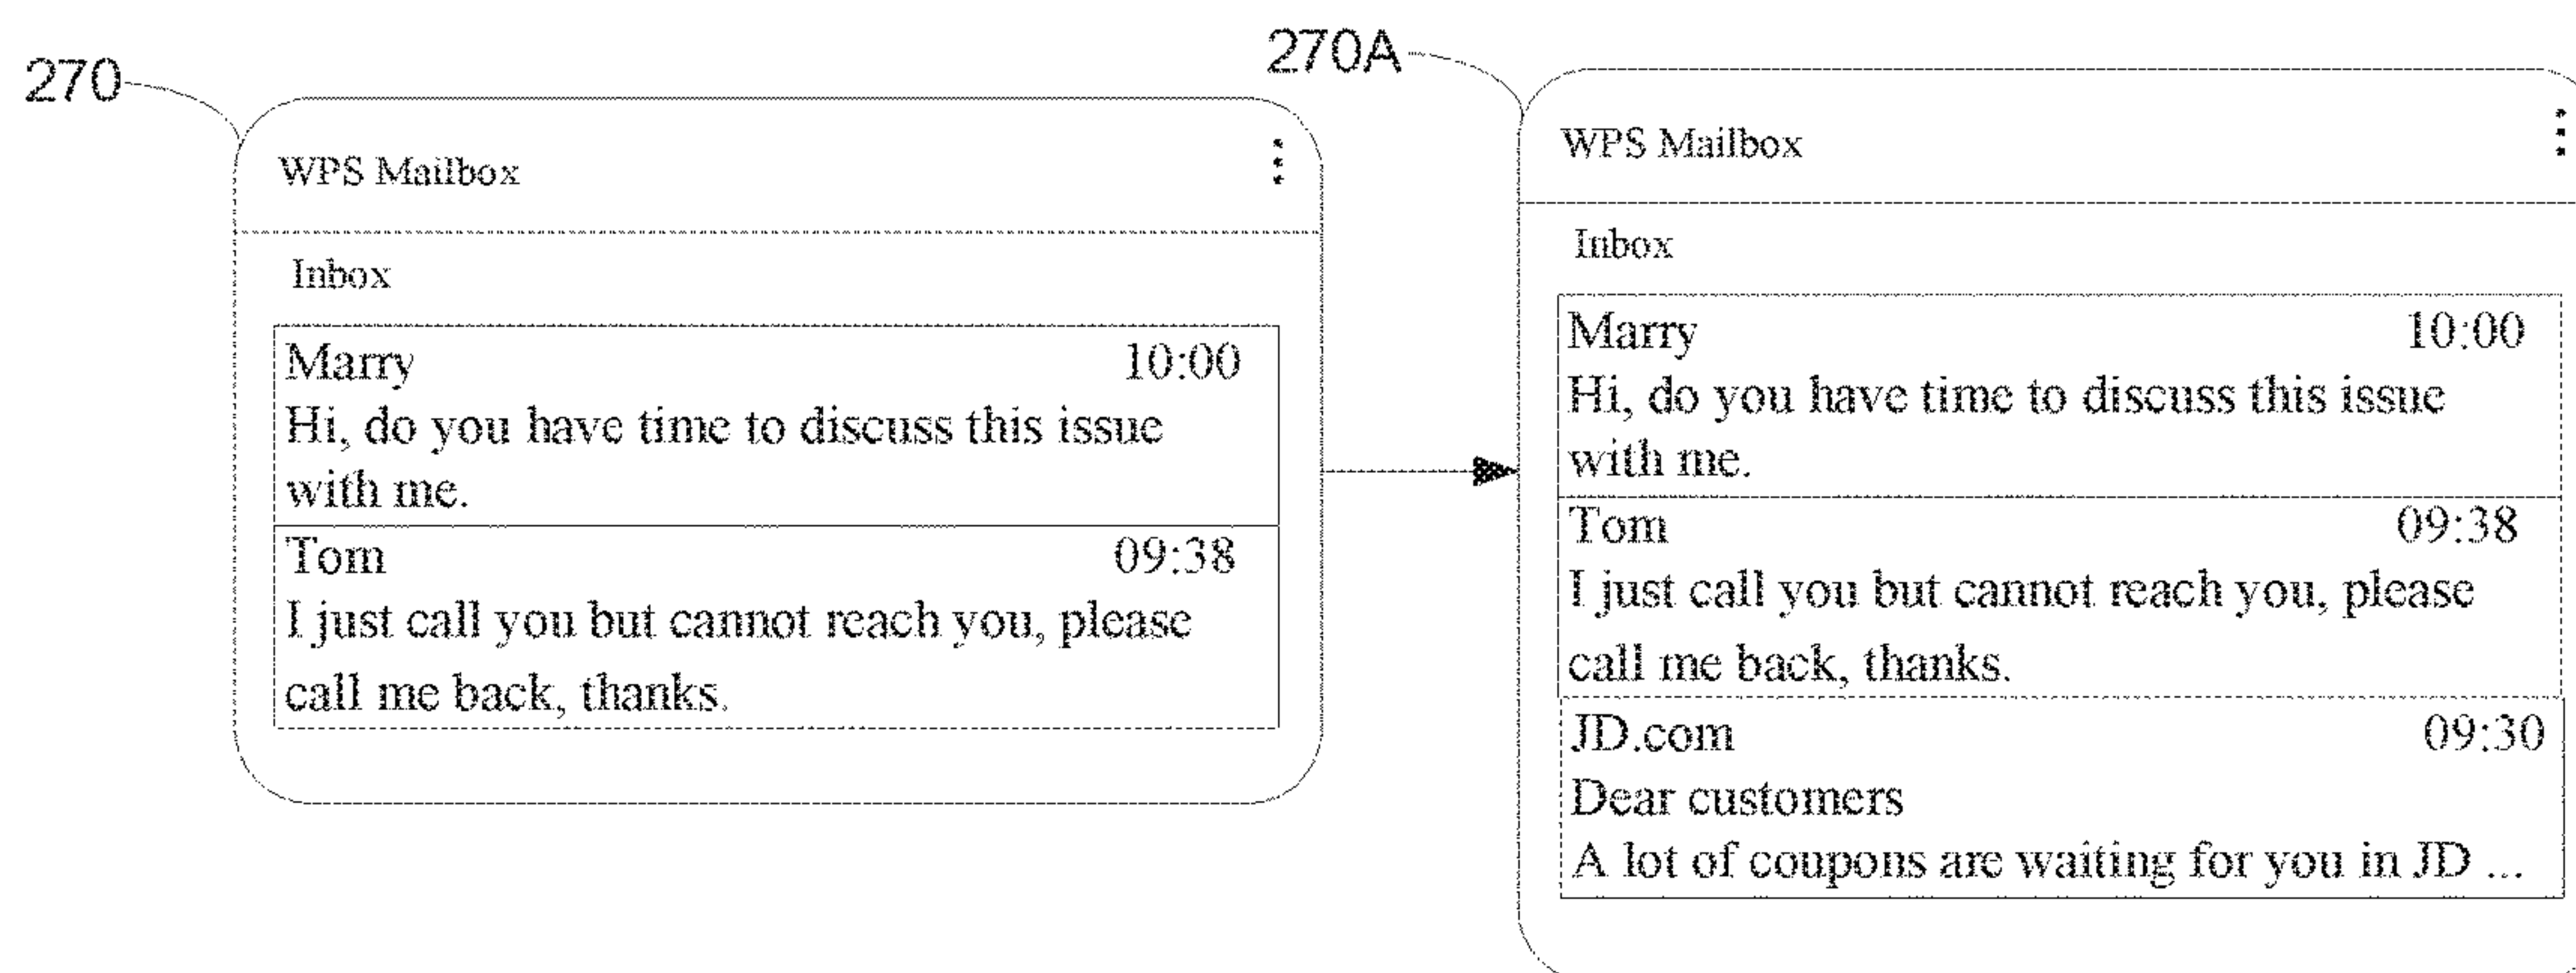 270
WPS Mailbox
Inbox
Marry 10:00
Hi, do you have time to discuss this issue
with me.
Tom 09:38
I just call you but cannot reach you, please
call me back, thanks.
270A
WPS Mailbox
Inbox
Marry 10:00
Hi, do you have time to discuss this issue
with me.
Tom 09:38
I just call you but cannot reach you, please
call me back, thanks.
JD.com 09:30
Dear customers
A lot of coupons are waiting for you in JD ...